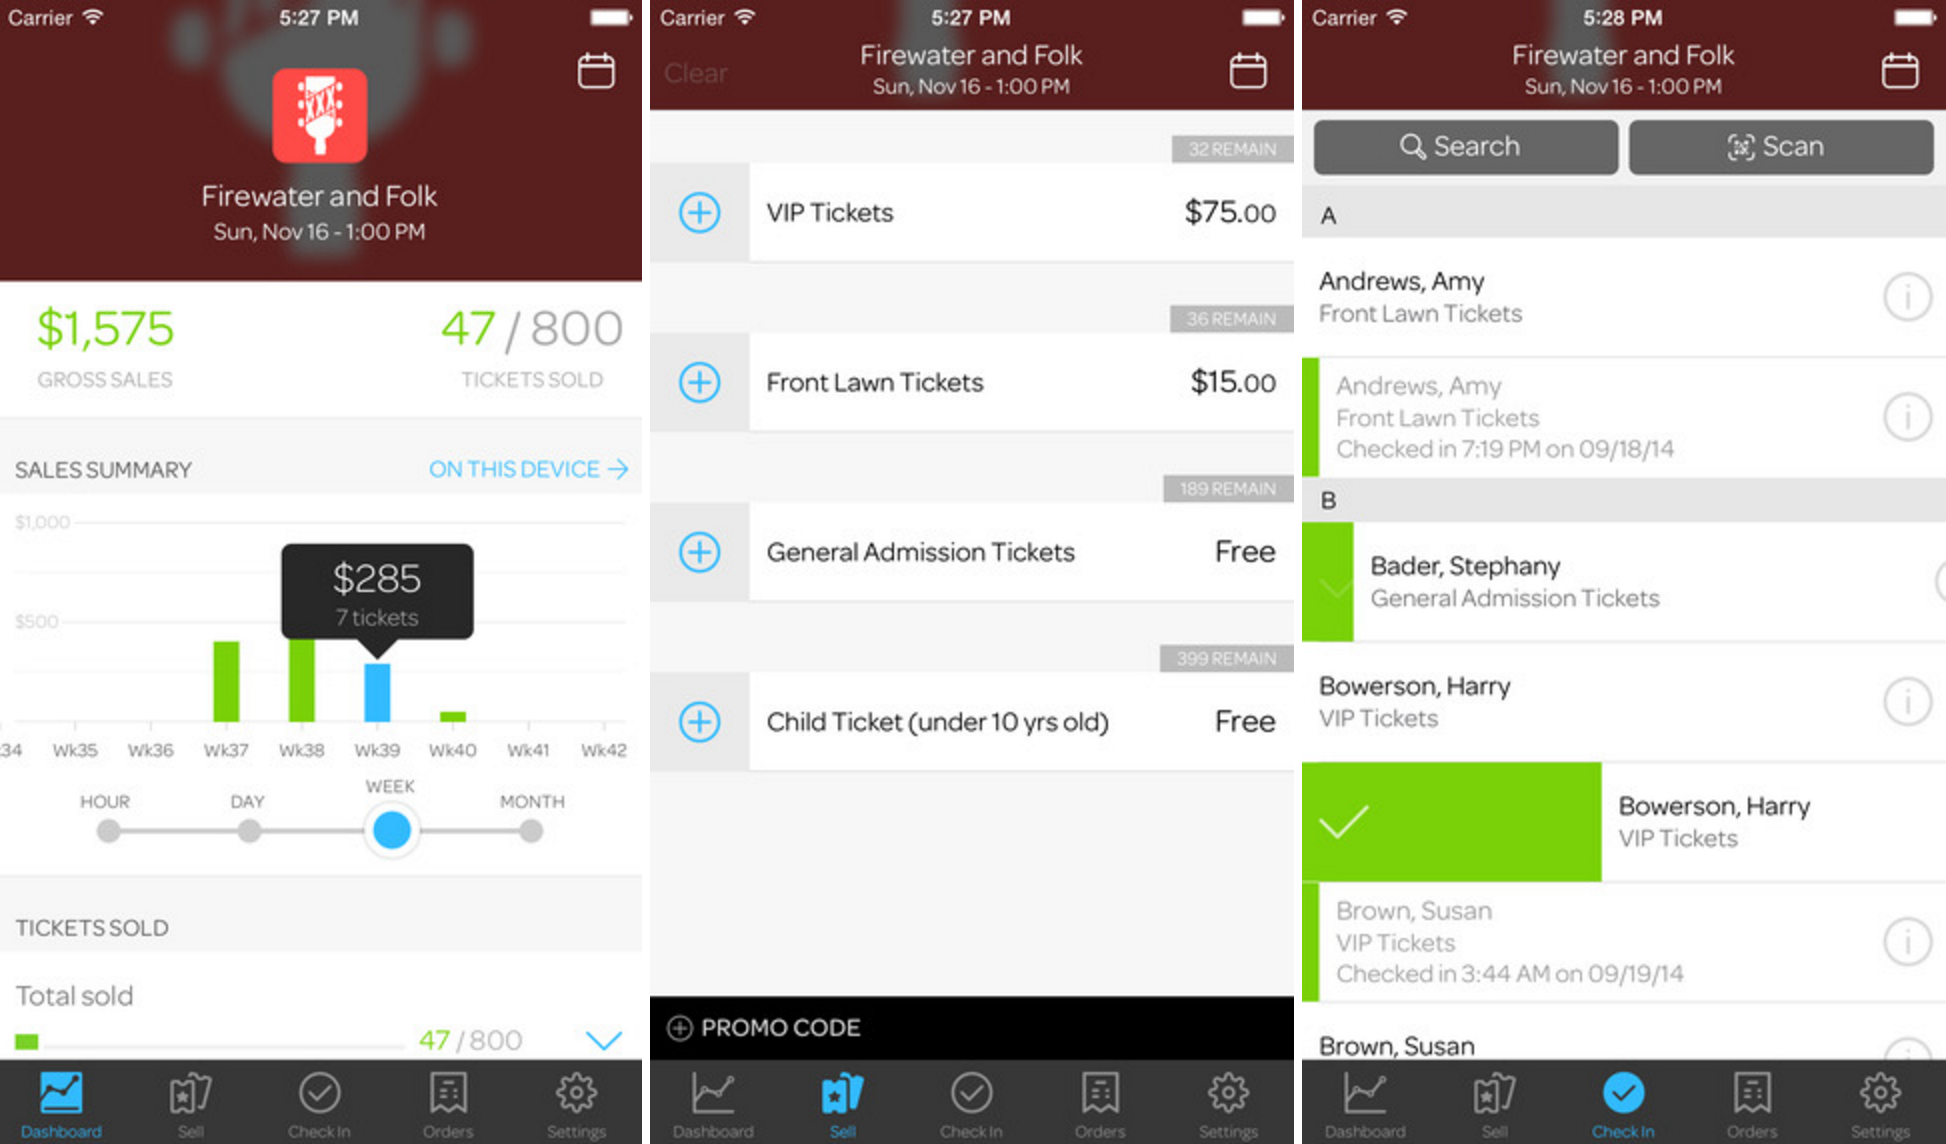 Carrier 5:27 PM
XXX
Firewater and Folk
Sun, Nov 16 - 1:00 PM
$1,575 47 / 800
GROSS SALES TICKETS SOLD
SALES SUMMARY ON THIS DEVICE →
$1,000
$285
7 tickets
$500
34 Wk35 Wk36 Wk37 Wk38 Wk39 Wk40 Wk41 Wk42
HOUR DAY WEEK MONTH
TICKETS SOLD
Total sold
47 / 800
Dashboard Sell Check In Orders Settings
Carrier 5:27 PM
Clear Firewater and Folk
Sun, Nov 16 - 1:00 PM
32 REMAIN
VIP Tickets $75.00
36 REMAIN
Front Lawn Tickets $15.00
189 REMAIN
General Admission Tickets Free
399 REMAIN
Child Ticket (under 10 yrs old) Free
PROMO CODE
Dashboard Sell Check In Orders Settings
Carrier 5:28 PM
Firewater and Folk
Sun, Nov 16 - 1:00 PM
Search Scan
A
Andrews, Amy
Front Lawn Tickets
Andrews, Amy
Front Lawn Tickets
Checked in 7:19 PM on 09/18/14
B
Bader, Stephany
General Admission Tickets
Bowerson, Harry
VIP Tickets
Bowerson, Harry
VIP Tickets
Brown, Susan
VIP Tickets
Checked in 3:44 AM on 09/19/14
Brown, Susan
Dashboard Sell Check In Orders Settings